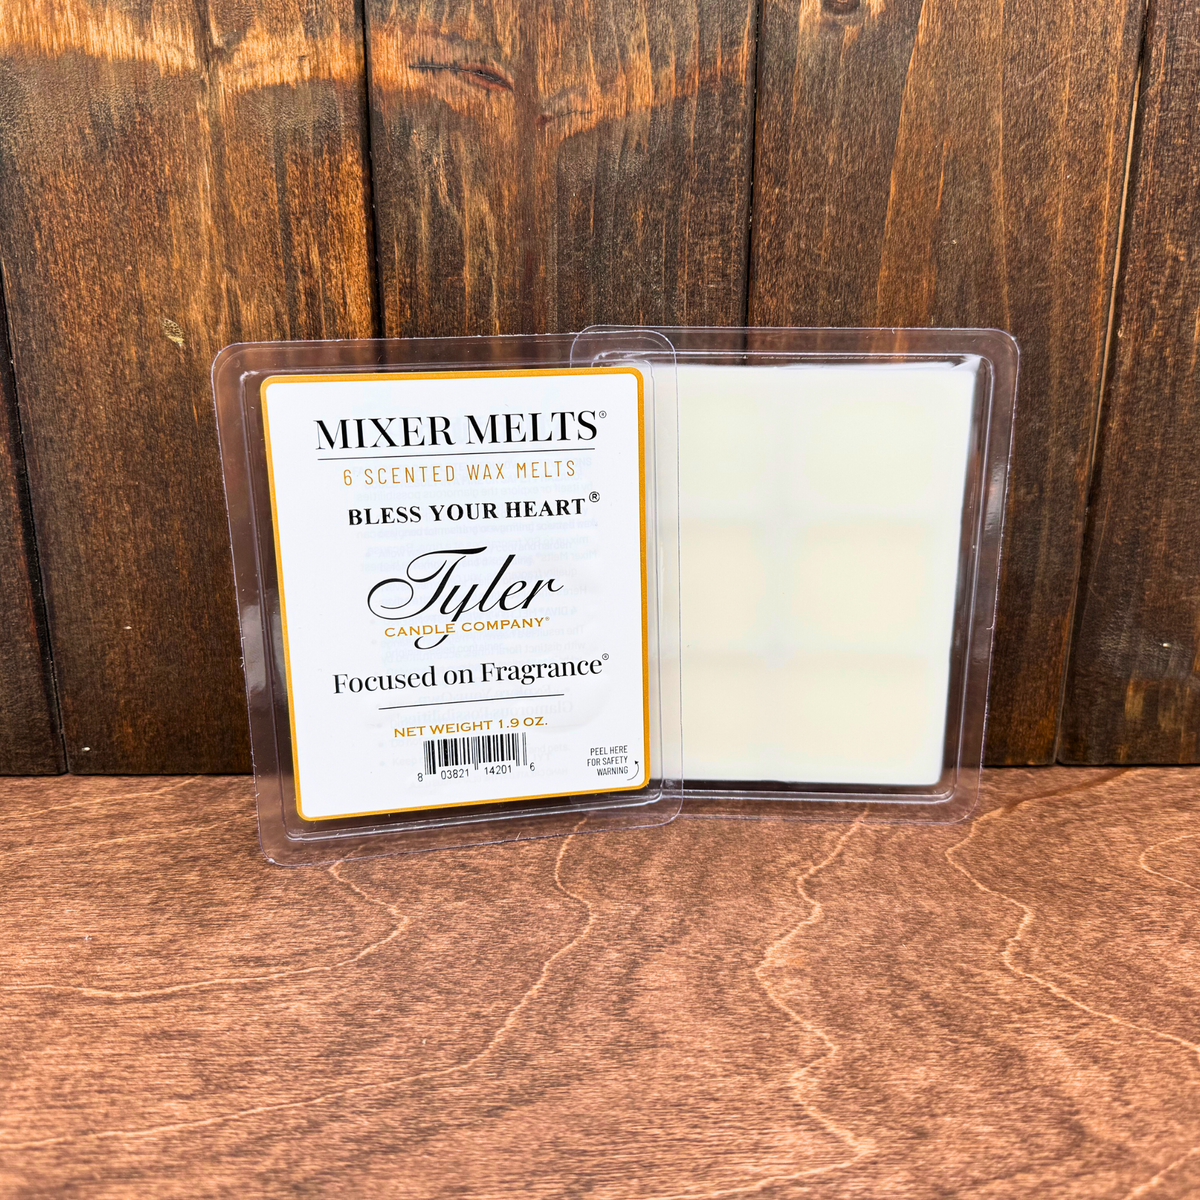 MIXER MELTS®
6 SCENTED WAX MELTS
BLESS YOUR HEART®
Tyler
CANDLE COMPANY®
Focused on Fragrance®
NET WEIGHT 1.9 OZ.
8 03821 14201 6
PEEL HERE
FOR SAFETY
WARNING